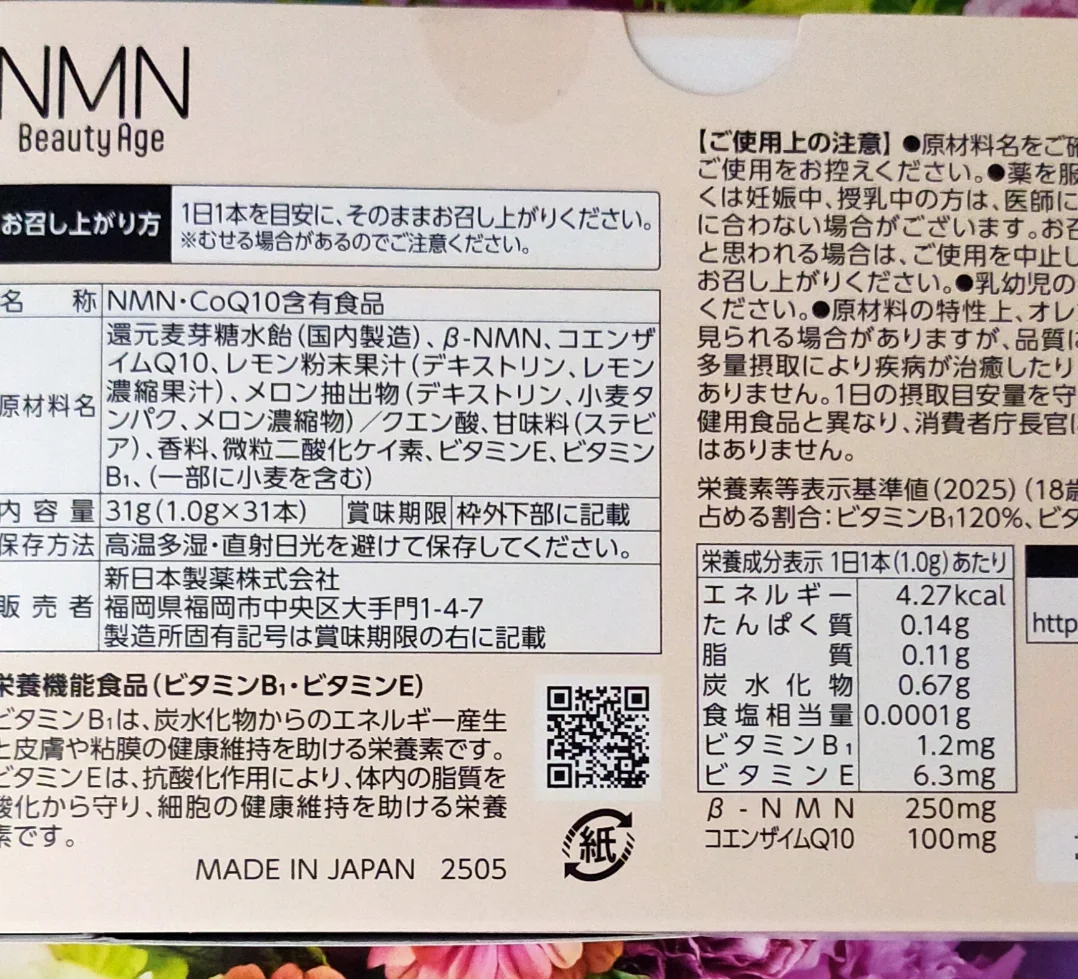 NMN
Beauty Age
お召し上がり方
1日1本を目安に、そのままお召し上がりください。
※むせる場合があるのでご注意ください。
名称 NMN・CoQ10含有食品
原材料名
還元麦芽糖水飴(国内製造)、β-NMN、コエンザ
イムQ10、レモン粉末果汁(デキストリン、レモン
濃縮果汁)、メロン抽出物(デキストリン、小麦タ
ンパク、メロン濃縮物)／クエン酸、甘味料(ステビ
ア)、香料、微粒二酸化ケイ素、ビタミンE、ビタミン
B₁、(一部に小麦を含む)
内容量 31g(1.0g×31本) 賞味期限 枠外下部に記載
保存方法 高温多湿・直射日光を避けて保存してください。
販売者
新日本製薬株式会社
福岡県福岡市中央区大手門1-4-7
製造所固有記号は賞味期限の右に記載
栄養機能食品(ビタミンB₁・ビタミンE)
ビタミンB₁は、炭水化物からのエネルギー産生
と皮膚や粘膜の健康維持を助ける栄養素です。
ビタミンEは、抗酸化作用により、体内の脂質を
酸化から守り、細胞の健康維持を助ける栄養
素です。
MADE IN JAPAN 2505
紙
【ご使用上の注意】●原材料名をご確
ご使用をお控えください。●薬を服
くは妊娠中、授乳中の方は、医師に
に合わない場合がございます。お召
と思われる場合は、ご使用を中止し
お召し上がりください。●乳幼児の
ください。●原材料の特性上、オレ
見られる場合がありますが、品質に
多量摂取により疾病が治癒したり
ありません。1日の摂取目安量を守
健用食品と異なり、消費者庁長官に
はありません。
栄養素等表示基準値(2025)(18歳
占める割合:ビタミンB₁120%、ビタ
栄養成分表示 1日1本(1.0g)あたり
エネルギー 4.27kcal
たんぱく質 0.14g
脂質 0.11g
炭水化物 0.67g
食塩相当量 0.0001g
ビタミンB₁ 1.2mg
ビタミンE 6.3mg
β-NMN 250mg
コエンザイムQ10 100mg
http